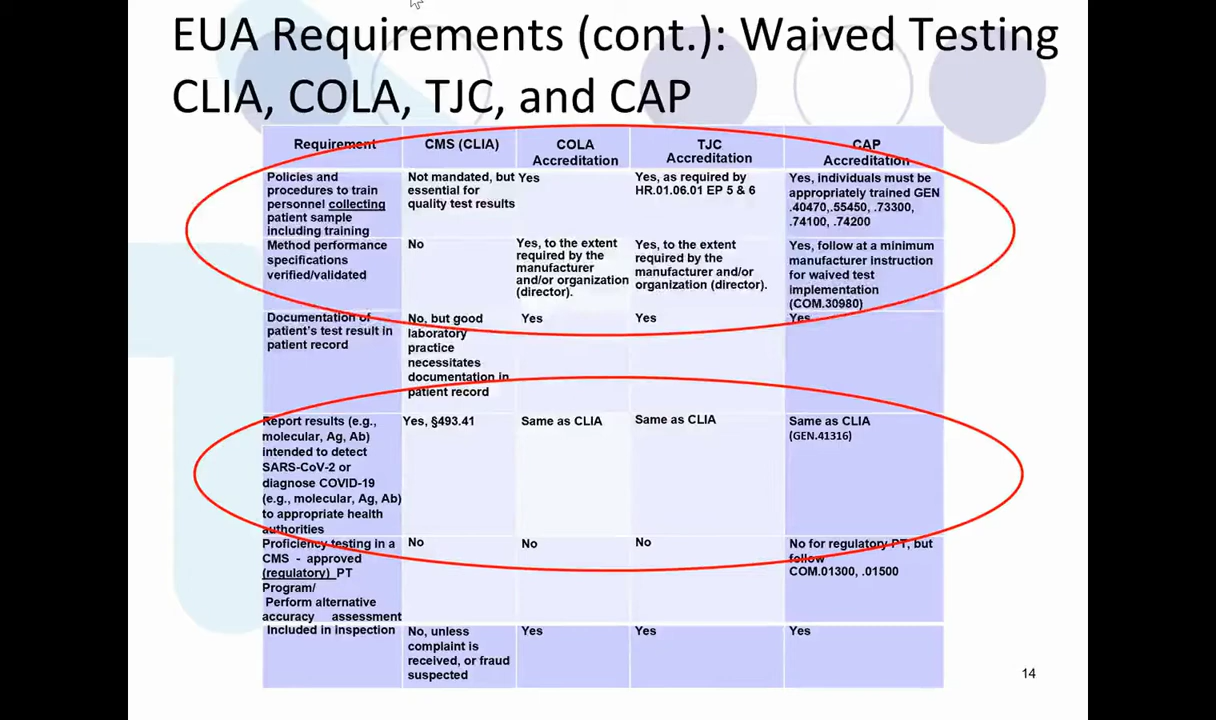 EUA Requirements (cont.): Waived Testing
CLIA, COLA, TJC, and CAP
Requirement
CMS (CLIA)
COLA
Accreditation
TJC
Accreditation
CAP
Accreditation
Policies and
procedures to train
personnel collecting
patient sample
including training
Not mandated, but
essential for
quality test results
Yes
Yes, as required by
HR.01.06.01 EP 5 & 6
Yes, individuals must be
appropriately trained GEN
.40470,.55450, .73300,
.74100, .74200
Method performance
specifications
verified/validated
No
Yes, to the extent
required by the
manufacturer
and/or organization
(director).
Yes, to the extent
required by the
manufacturer and/or
organization (director).
Yes, follow at a minimum
manufacturer instruction
for waived test
implementation
(COM.30980)
Documentation of
patient's test result in
patient record
No, but good
laboratory
practice
necessitates
documentation in
patient record
Yes
Yes
Yes
Report results (e.g.,
molecular, Ag, Ab)
intended to detect
SARS-CoV-2 or
diagnose COVID-19
(e.g., molecular, Ag, Ab)
to appropriate health
authorities
Yes, §493.41
Same as CLIA
Same as CLIA
Same as CLIA
(GEN.41316)
Proficiency testing in a
CMS - approved
(regulatory) PT
Program/
Perform alternative
accuracy assessment
No
No
No
No for regulatory PT, but
follow
COM.01300, .01500
Included in inspection
No, unless
complaint is
received, or fraud
suspected
Yes
Yes
Yes
14